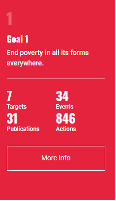 1
Goal 1
End poverty in all its forms
everywhere.
7 34
Targets Events
31 846
Publications Actions
More Info